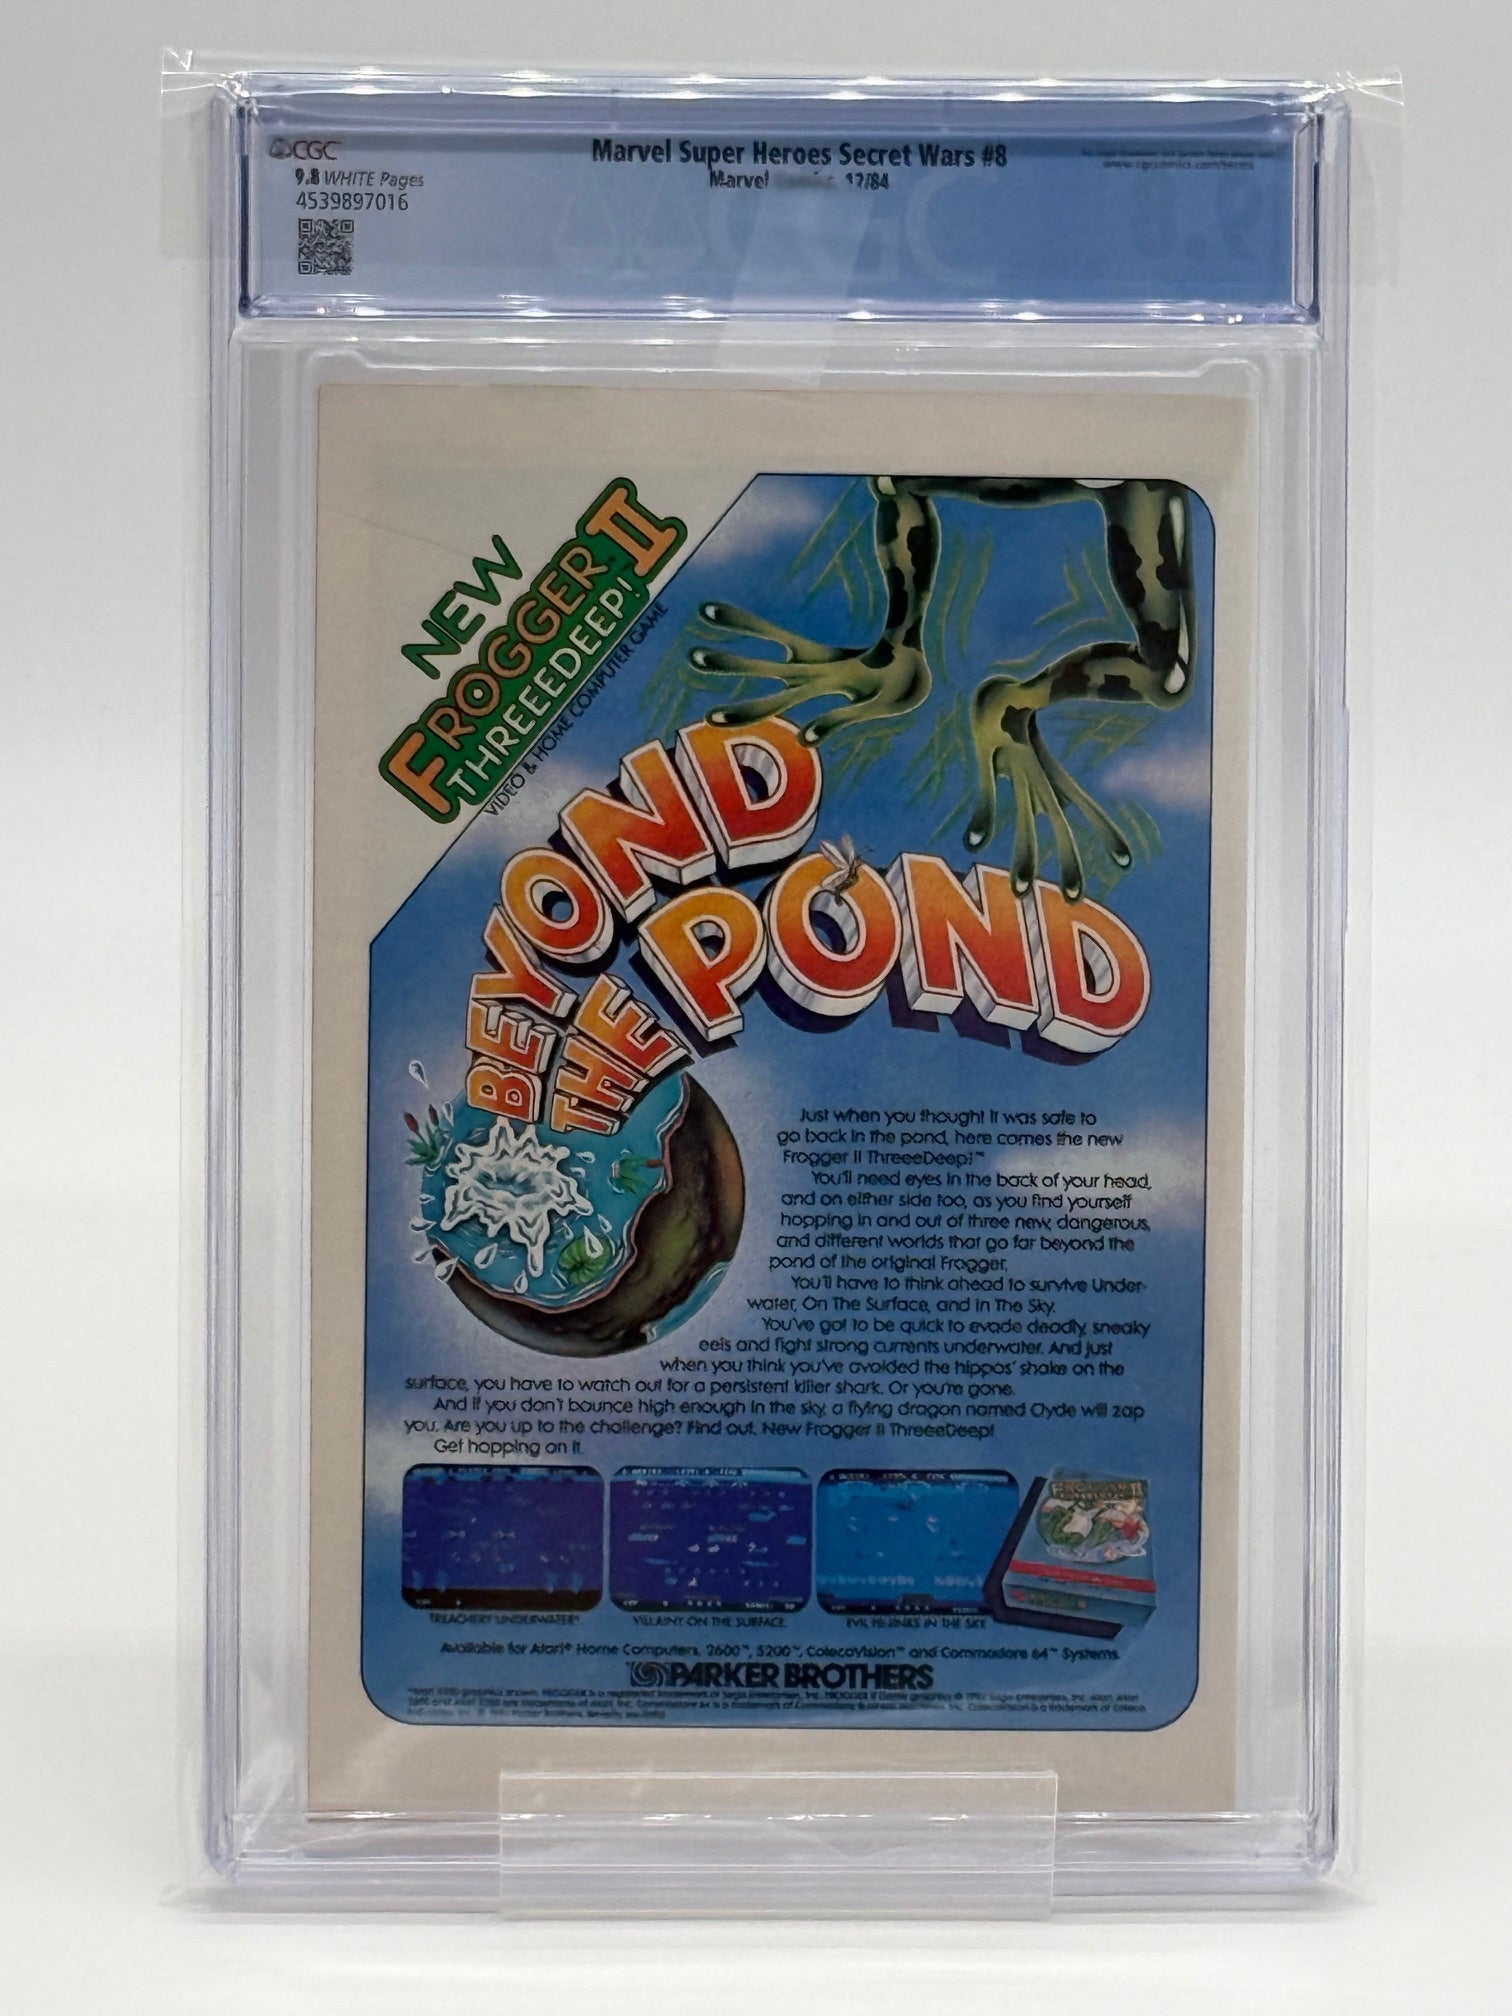 CGC
Marvel Super Heroes Secret Wars #8
9.8 WHITE Pages
Marvel 12/84
4539897016
NEW
FROGGER II
THREEEDEEP!
VIDEO & HOME COMPUTER GAME
BEYOND
THE POND
Just when you thought it was safe to
go back in the pond, here comes the new
Frogger II ThreeeDeep!™
You'll need eyes in the back of your head,
and on either side too, as you find yourself
hopping in and out of three new, dangerous,
and different worlds that go far beyond the
pond of the original Frogger.
You'll have to think ahead to survive Under-
water, On The Surface, and in The Sky.
You've got to be quick to evade deadly, sneaky
eels and fight strong currents underwater. And just
when you think you've avoided the hippos' shake on the
surface, you have to watch out for a persistent killer shark. Or you're gone.
And if you don't bounce high enough in the sky, a flying dragon named Clyde will zap
you. Are you up to the challenge? Find out. New Frogger II ThreeeDeep!
Get hopping on it.
FROGGER II
TREACHERY UNDERWATER*
VILLAINY ON THE SURFACE
IN THE SKY
Available for Atari® Home Computers, 2600™, 5200™, ColecoVision™ and Commodore 64™ Systems.
PARKER BROTHERS